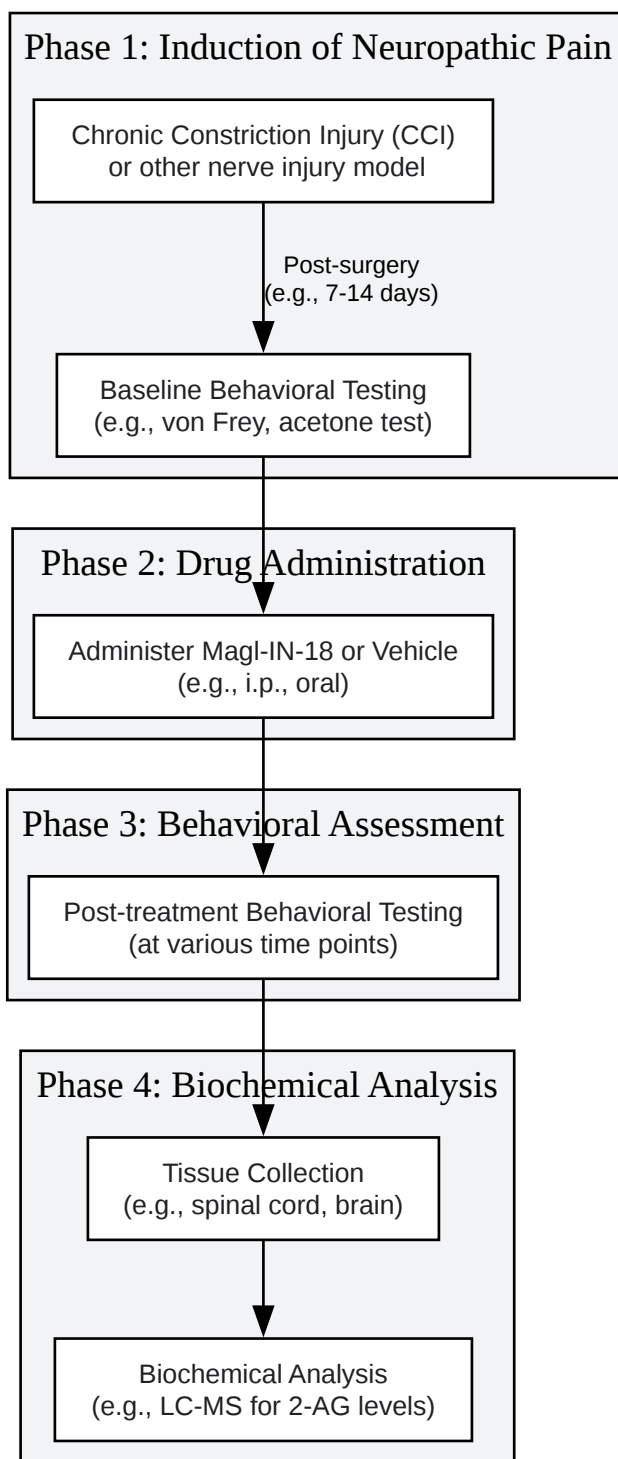 Phase 1: Induction of Neuropathic Pain
Chronic Constriction Injury (CCI)
or other nerve injury model
Post-surgery
(e.g., 7-14 days)
Baseline Behavioral Testing
(e.g., von Frey, acetone test)
Phase 2: Drug Administration
Administer Magl-IN-18 or Vehicle
(e.g., i.p., oral)
Phase 3: Behavioral Assessment
Post-treatment Behavioral Testing
(at various time points)
Phase 4: Biochemical Analysis
Tissue Collection
(e.g., spinal cord, brain)
Biochemical Analysis
(e.g., LC-MS for 2-AG levels)